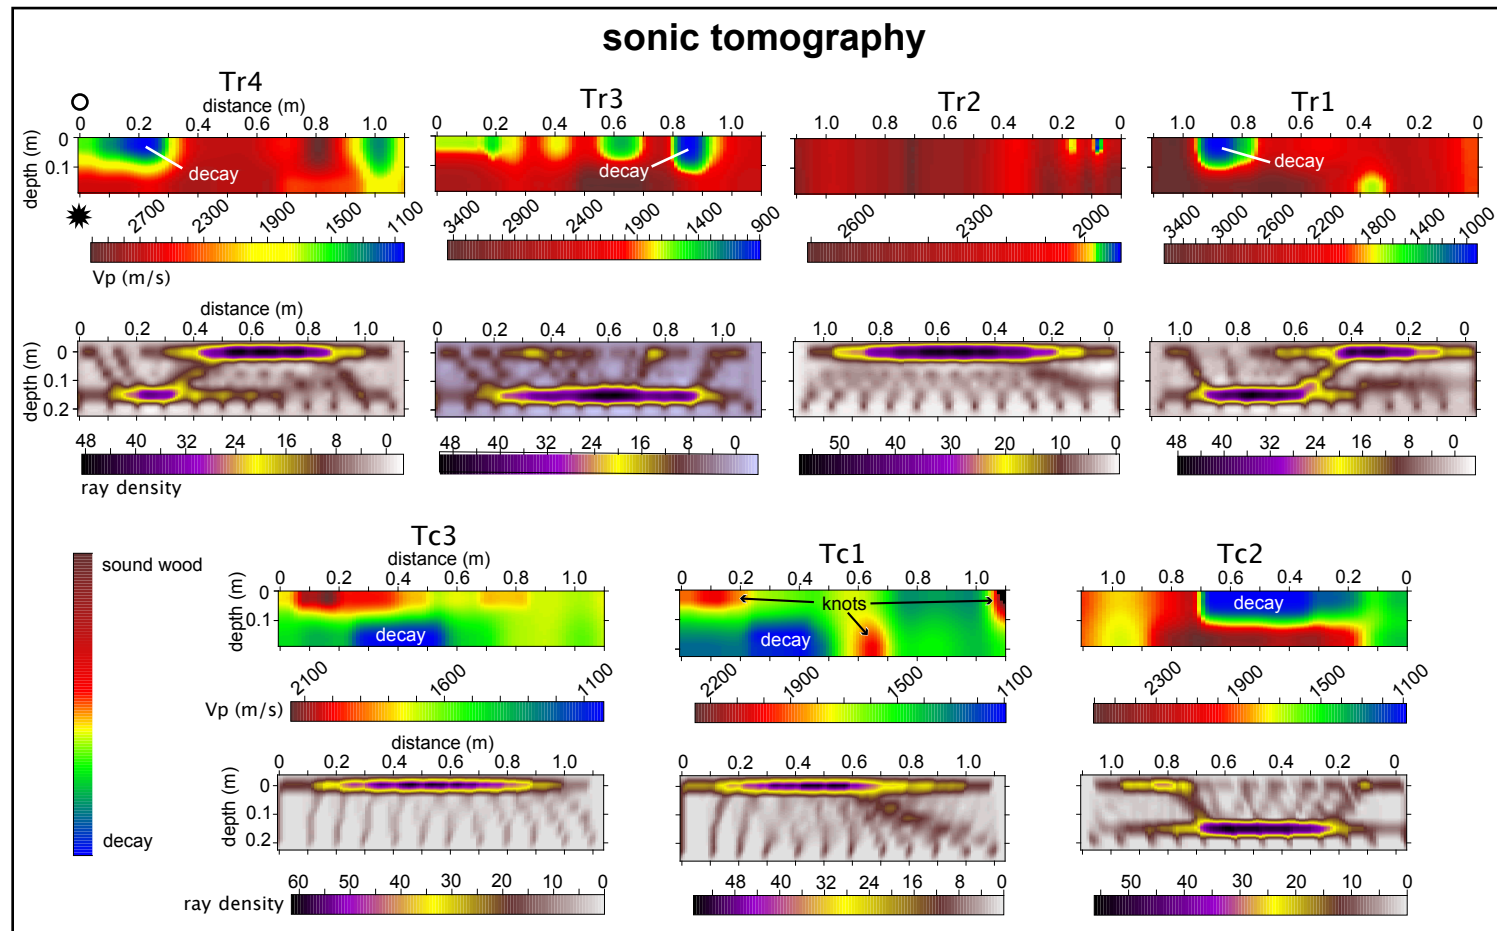 sonic tomography
Tr4
distance (m)
0 0.2 0.4 0.6 0.8 1.0
depth (m)
0
0.1
decay
2700 2300 1900 1500 1100
Vp (m/s)
Tr3
0 0.2 0.4 0.6 0.8 1.0
decay
3400 2900 2400 1900 1400 900
Tr2
1.0 0.8 0.6 0.4 0.2 0
2600 2300 2000
Tr1
1.0 0.8 0.6 0.4 0.2 0
decay
3400 3000 2600 2200 1800 1400 1000
distance (m)
0 0.2 0.4 0.6 0.8 1.0
depth (m)
0
0.1
0.2
48 40 32 24 16 8 0
ray density
0 0.2 0.4 0.6 0.8 1.0
48 40 32 24 16 8 0
1.0 0.8 0.6 0.4 0.2 0
50 40 30 20 10 0
1.0 0.8 0.6 0.4 0.2 0
48 40 32 24 16 8 0
sound wood
decay
Tc3
distance (m)
0 0.2 0.4 0.6 0.8 1.0
depth (m)
0
0.1
decay
2100 1600 1100
Vp (m/s)
Tc1
0 0.2 0.4 0.6 0.8 1.0
knots
decay
2200 1900 1500 1100
Tc2
1.0 0.8 0.6 0.4 0.2 0
decay
2300 1900 1500 1100
distance (m)
0 0.2 0.4 0.6 0.8 1.0
depth (m)
0
0.1
0.2
60 50 40 30 20 10 0
ray density
0 0.2 0.4 0.6 0.8 1.0
48 40 32 24 16 8 0
1.0 0.8 0.6 0.4 0.2 0
50 40 30 20 10 0